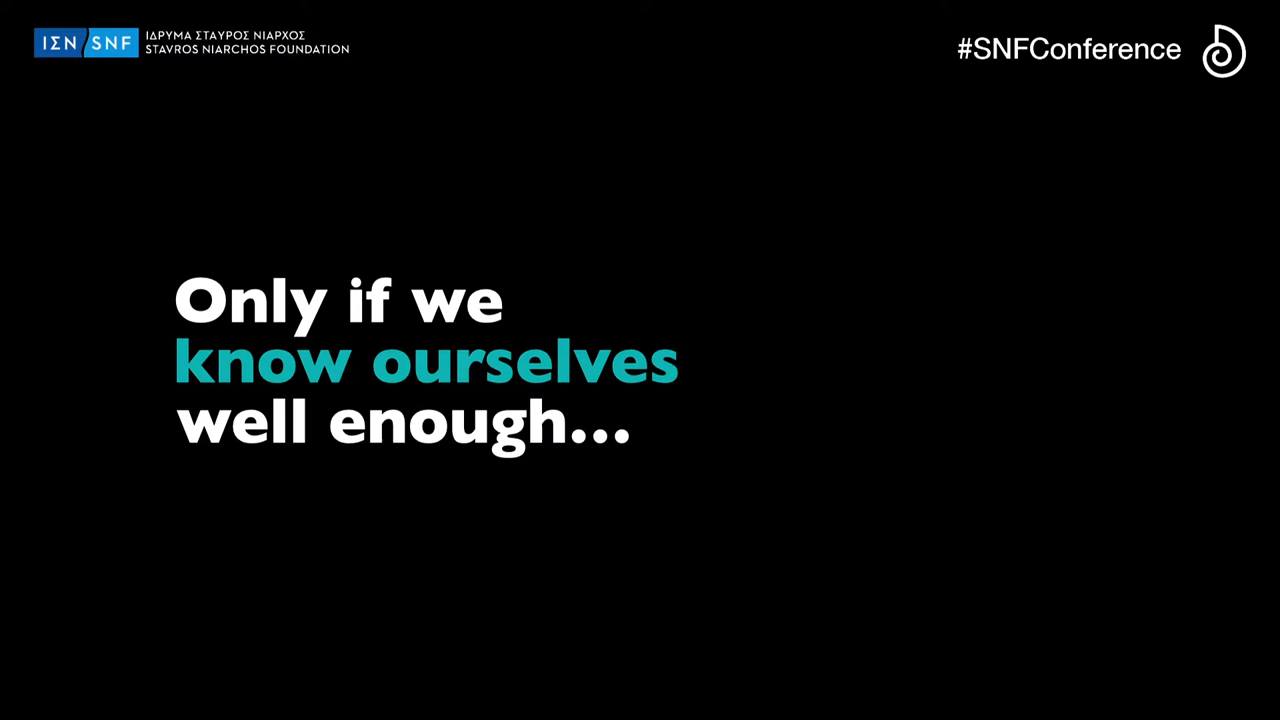 ΙΣΝ/SNF
ΙΔΡΥΜΑ ΣΤΑΥΡΟΣ ΝΙΑΡΧΟΣ
STAVROS NIARCHOS FOUNDATION
#SNFConference
Only if we
know ourselves
well enough...